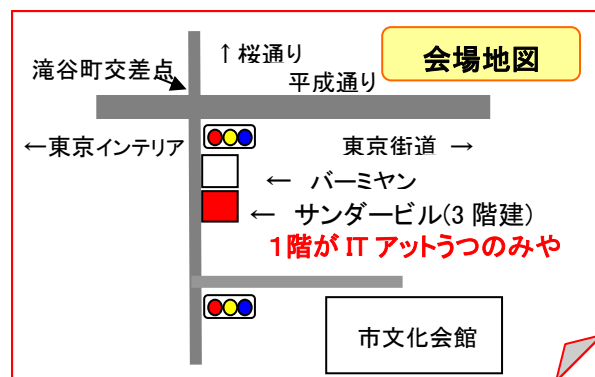 会場地図
↑桜通り
滝谷町交差点
平成通り
←東京インテリア
東京街道 →
← バーミヤン
← サンダービル(3 階建)
1階が IT アットうつのみや
市文化会館